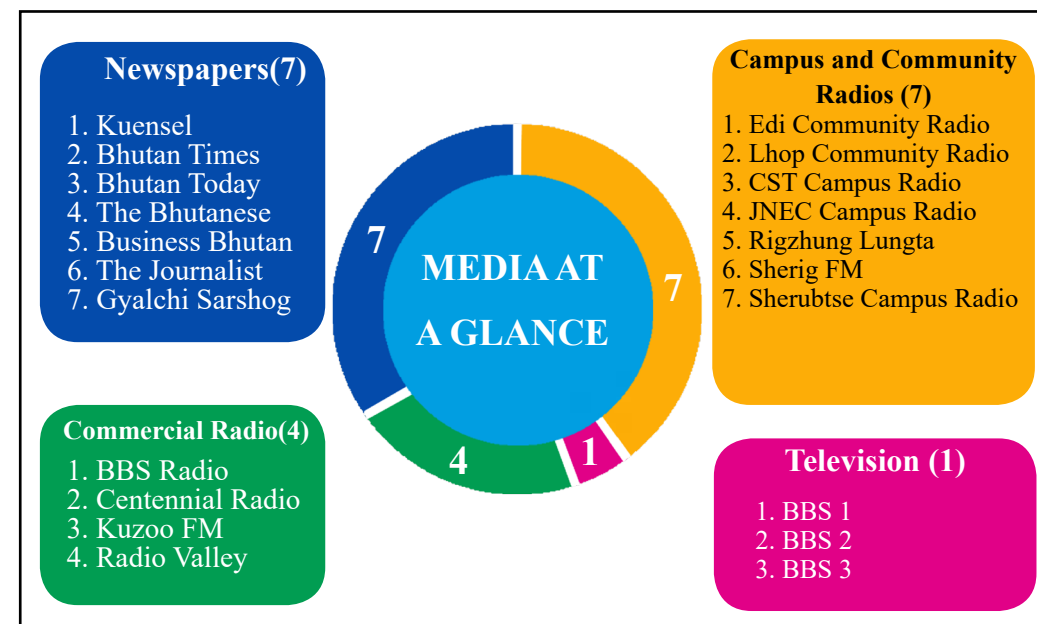 Newspapers(7)
1. Kuensel
2. Bhutan Times
3. Bhutan Today
4. The Bhutanese
5. Business Bhutan
6. The Journalist
7. Gyalchi Sarshog
Campus and Community
Radios (7)
1. Edi Community Radio
2. Lhop Community Radio
3. CST Campus Radio
4. JNEC Campus Radio
5. Rigzhung Lungta
6. Sherig FM
7. Sherubtse Campus Radio
7
MEDIA AT
A GLANCE
7
4
1
Commercial Radio(4)
1. BBS Radio
2. Centennial Radio
3. Kuzoo FM
4. Radio Valley
Television (1)
1. BBS 1
2. BBS 2
3. BBS 3